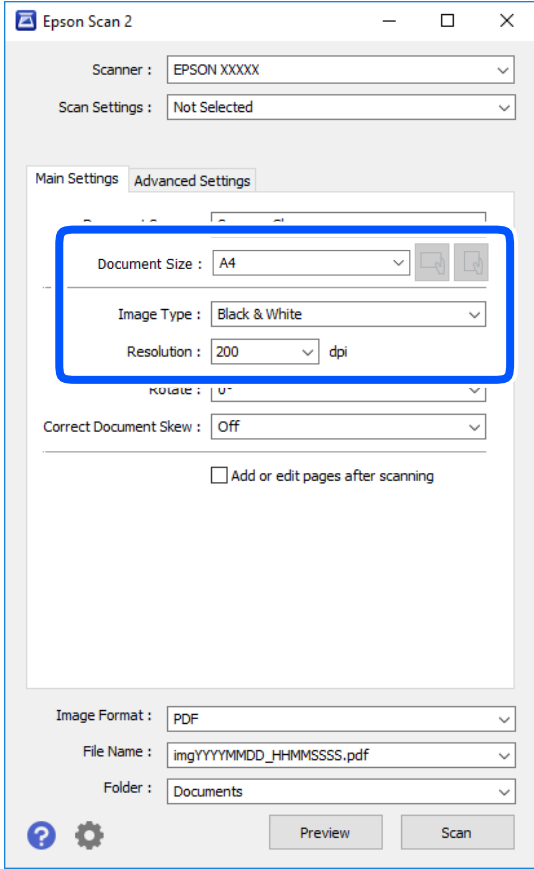 Epson Scan 2
Scanner : EPSON XXXXX
Scan Settings : Not Selected
Main Settings Advanced Settings
Document Size : A4
Image Type : Black & White
Resolution : 200 dpi
Rotate : 0°
Correct Document Skew : Off
Add or edit pages after scanning
Image Format : PDF
File Name : imgYYYYMMDD_HHMMSSSS.pdf
Folder : Documents
Preview Scan